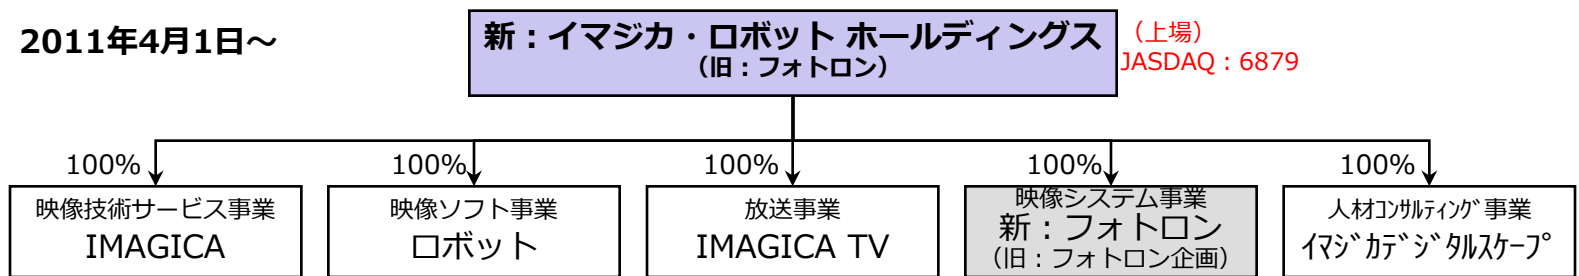 2011年4月1日～
新：イマジカ・ロボット ホールディングス
（旧：フォトロン）
（上場）
JASDAQ：6879
100%
100%
100%
100%
100%
映像技術サービス事業
IMAGICA
映像ソフト事業
ロボット
放送事業
IMAGICA TV
映像システム事業
新：フォトロン
（旧：フォトロン企画）
人材ｺﾝｻﾙﾃｨﾝｸﾞ事業
ｲﾏｼﾞｶﾃﾞｼﾞﾀﾙｽｹｰﾌﾟ